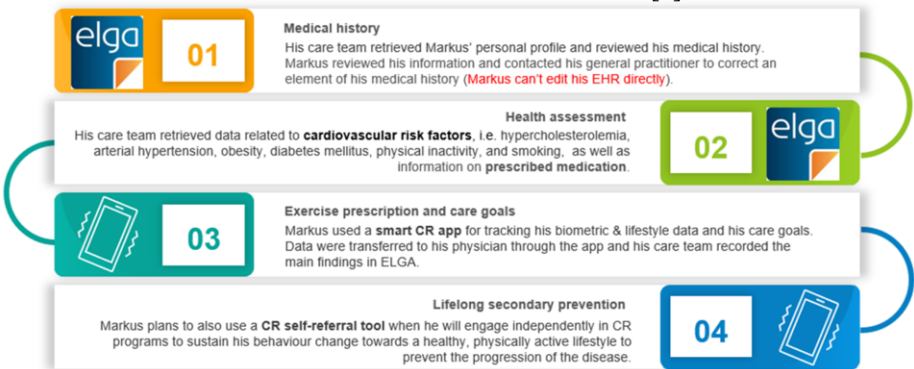 elga
01
Medical history
His care team retrieved Markus' personal profile and reviewed his medical history.
Markus reviewed his information and contacted his general practitioner to correct an
element of his medical history (Markus can't edit his EHR directly).
Health assessment
His care team retrieved data related to cardiovascular risk factors, i.e. hypercholesterolemia,
arterial hypertension, obesity, diabetes mellitus, physical inactivity, and smoking, as well as
information on prescribed medication.
02
elga
03
Exercise prescription and care goals
Markus used a smart CR app for tracking his biometric & lifestyle data and his care goals.
Data were transferred to his physician through the app and his care team recorded the
main findings in ELGA.
Lifelong secondary prevention
Markus plans to also use a CR self-referral tool when he will engage independently in CR
programs to sustain his behaviour change towards a healthy, physically active lifestyle to
prevent the progression of the disease.
04